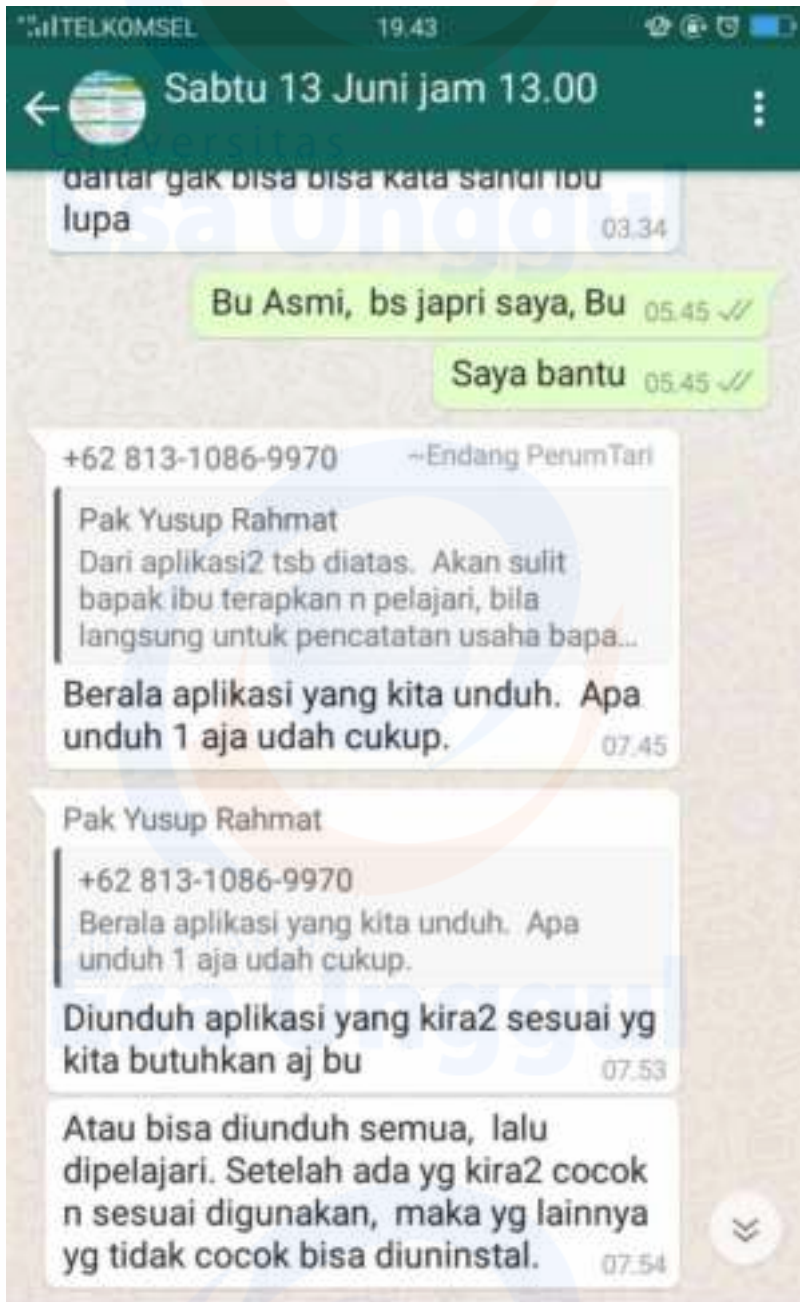 TELKOMSEL 19.43
Sabtu 13 Juni jam 13.00
Universitas
daftar gak bisa bisa kata sandi ibu
lupa 03.34
Esa Unggul
Bu Asmi, bs japri saya, Bu 05.45
Saya bantu 05.45
+62 813-1086-9970 ~Endang PerumTari
Pak Yusup Rahmat
Dari aplikasi2 tsb diatas. Akan sulit
bapak ibu terapkan n pelajari, bila
langsung untuk pencatatan usaha bapa...
Berala aplikasi yang kita unduh. Apa
unduh 1 aja udah cukup. 07.45
Pak Yusup Rahmat
+62 813-1086-9970
Berala aplikasi yang kita unduh. Apa
unduh 1 aja udah cukup.
Esa Unggul
Diunduh aplikasi yang kira2 sesuai yg
kita butuhkan aj bu 07.53
Atau bisa diunduh semua, lalu
dipelajari. Setelah ada yg kira2 cocok
n sesuai digunakan, maka yg lainnya
yg tidak cocok bisa diuninstal. 07.54